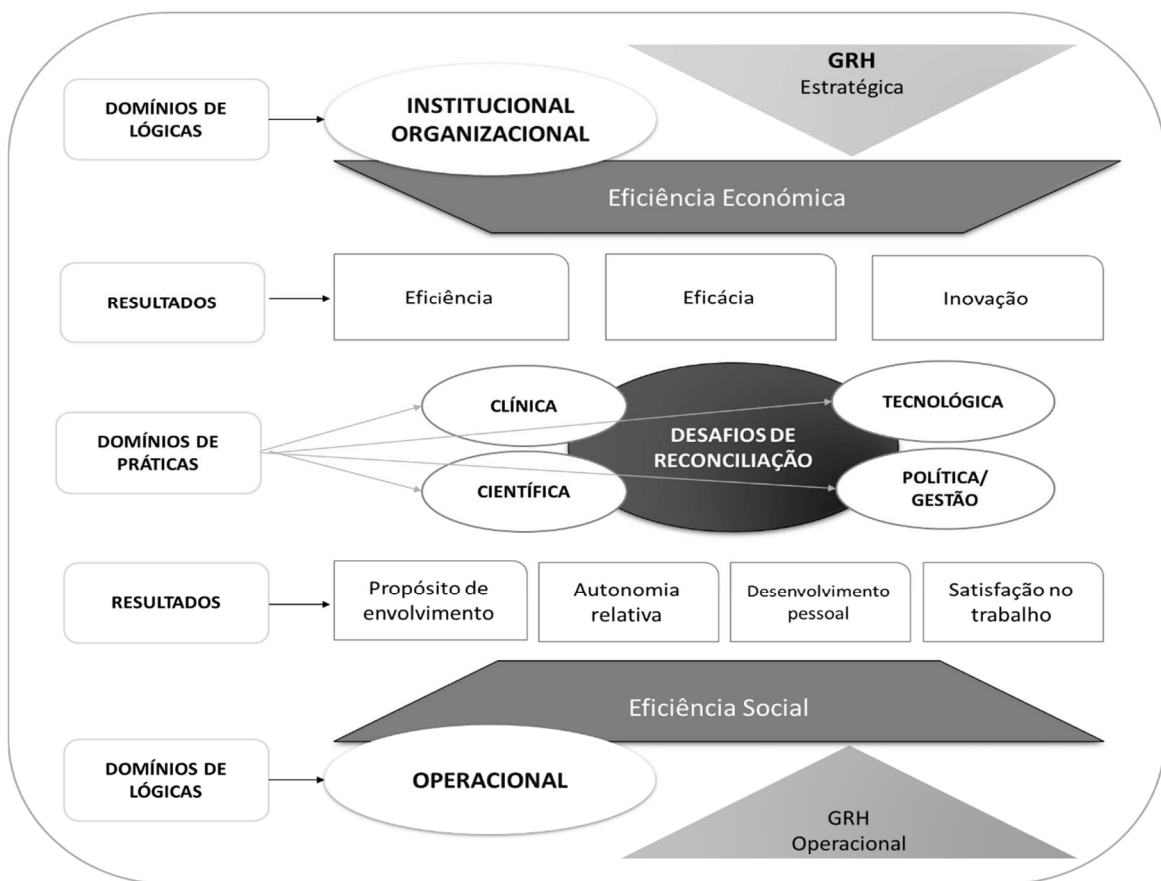 GRH
Estratégica
DOMÍNIOS DE
LÓGICAS
INSTITUCIONAL
ORGANIZACIONAL
Eficiência Económica
RESULTADOS
Eficiência
Eficácia
Inovação
CLÍNICA
TECNOLÓGICA
DOMÍNIOS DE
PRÁTICAS
DESAFIOS DE
RECONCILIAÇÃO
CIENTÍFICA
POLÍTICA/
GESTÃO
RESULTADOS
Propósito de
envolvimento
Autonomia
relativa
Desenvolvimento
pessoal
Satisfação no
trabalho
Eficiência Social
DOMÍNIOS DE
LÓGICAS
OPERACIONAL
GRH
Operacional